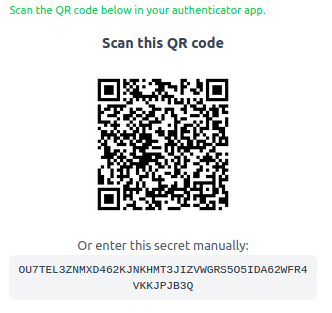 Scan the QR code below in your authenticator app.
Scan this QR code
Or enter this secret manually:
OU7TEL3ZNMXD462KJNKHMT3JIZVWGRS5O5IDA62WFR4
VKKJPJB3Q